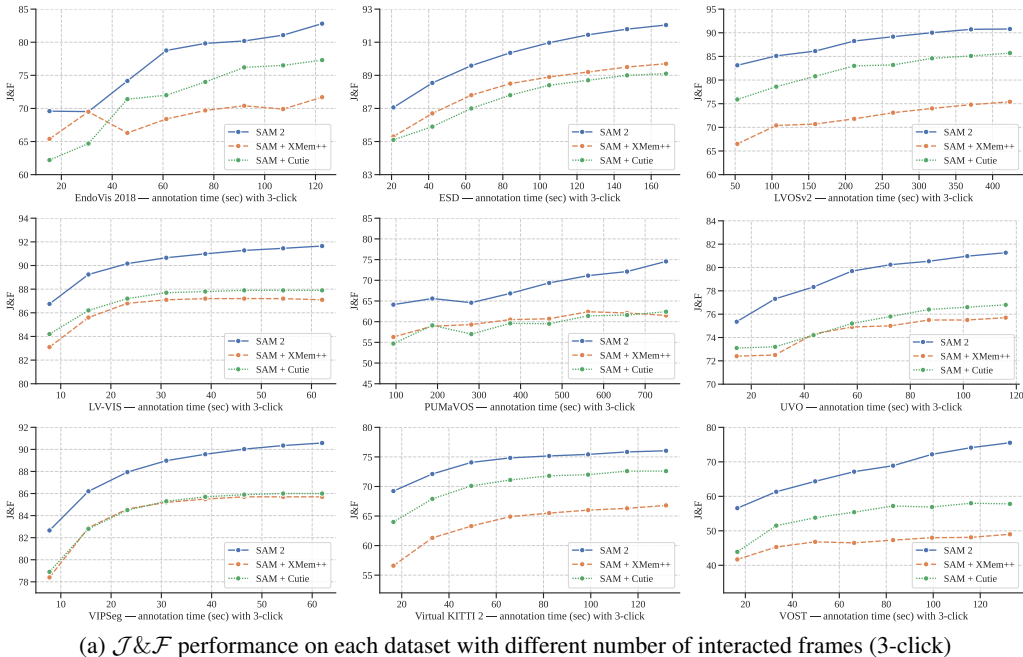 85
80
75
70
65
60
J&F
SAM 2
SAM + XMem++
SAM + Cutie
20 40 60 80 100 120
EndoVis 2018 — annotation time (sec) with 3-click
93
91
89
87
85
83
J&F
SAM 2
SAM + XMem++
SAM + Cutie
20 40 60 80 100 120 140 160
ESD — annotation time (sec) with 3-click
95
90
85
80
75
70
65
60
J&F
SAM 2
SAM + XMem++
SAM + Cutie
50 100 150 200 250 300 350 400
LVOSv2 — annotation time (sec) with 3-click
94
92
90
88
86
84
82
80
J&F
SAM 2
SAM + XMem++
SAM + Cutie
10 20 30 40 50 60
LV-VIS — annotation time (sec) with 3-click
85
80
75
70
65
60
55
50
45
J&F
SAM 2
SAM + XMem++
SAM + Cutie
100 200 300 400 500 600 700
PUMaVOS — annotation time (sec) with 3-click
84
82
80
78
76
74
72
70
J&F
SAM 2
SAM + XMem++
SAM + Cutie
20 40 60 80 100 120
UVO — annotation time (sec) with 3-click
92
90
88
86
84
82
80
78
J&F
SAM 2
SAM + XMem++
SAM + Cutie
10 20 30 40 50 60
VIPSeg — annotation time (sec) with 3-click
80
75
70
65
60
55
J&F
SAM 2
SAM + XMem++
SAM + Cutie
20 40 60 80 100 120
Virtual KITTI 2 — annotation time (sec) with 3-click
80
70
60
50
40
J&F
SAM 2
SAM + XMem++
SAM + Cutie
20 40 60 80 100 120
VOST — annotation time (sec) with 3-click
(a) 𝒥&ℱ performance on each dataset with different number of interacted frames (3-click)